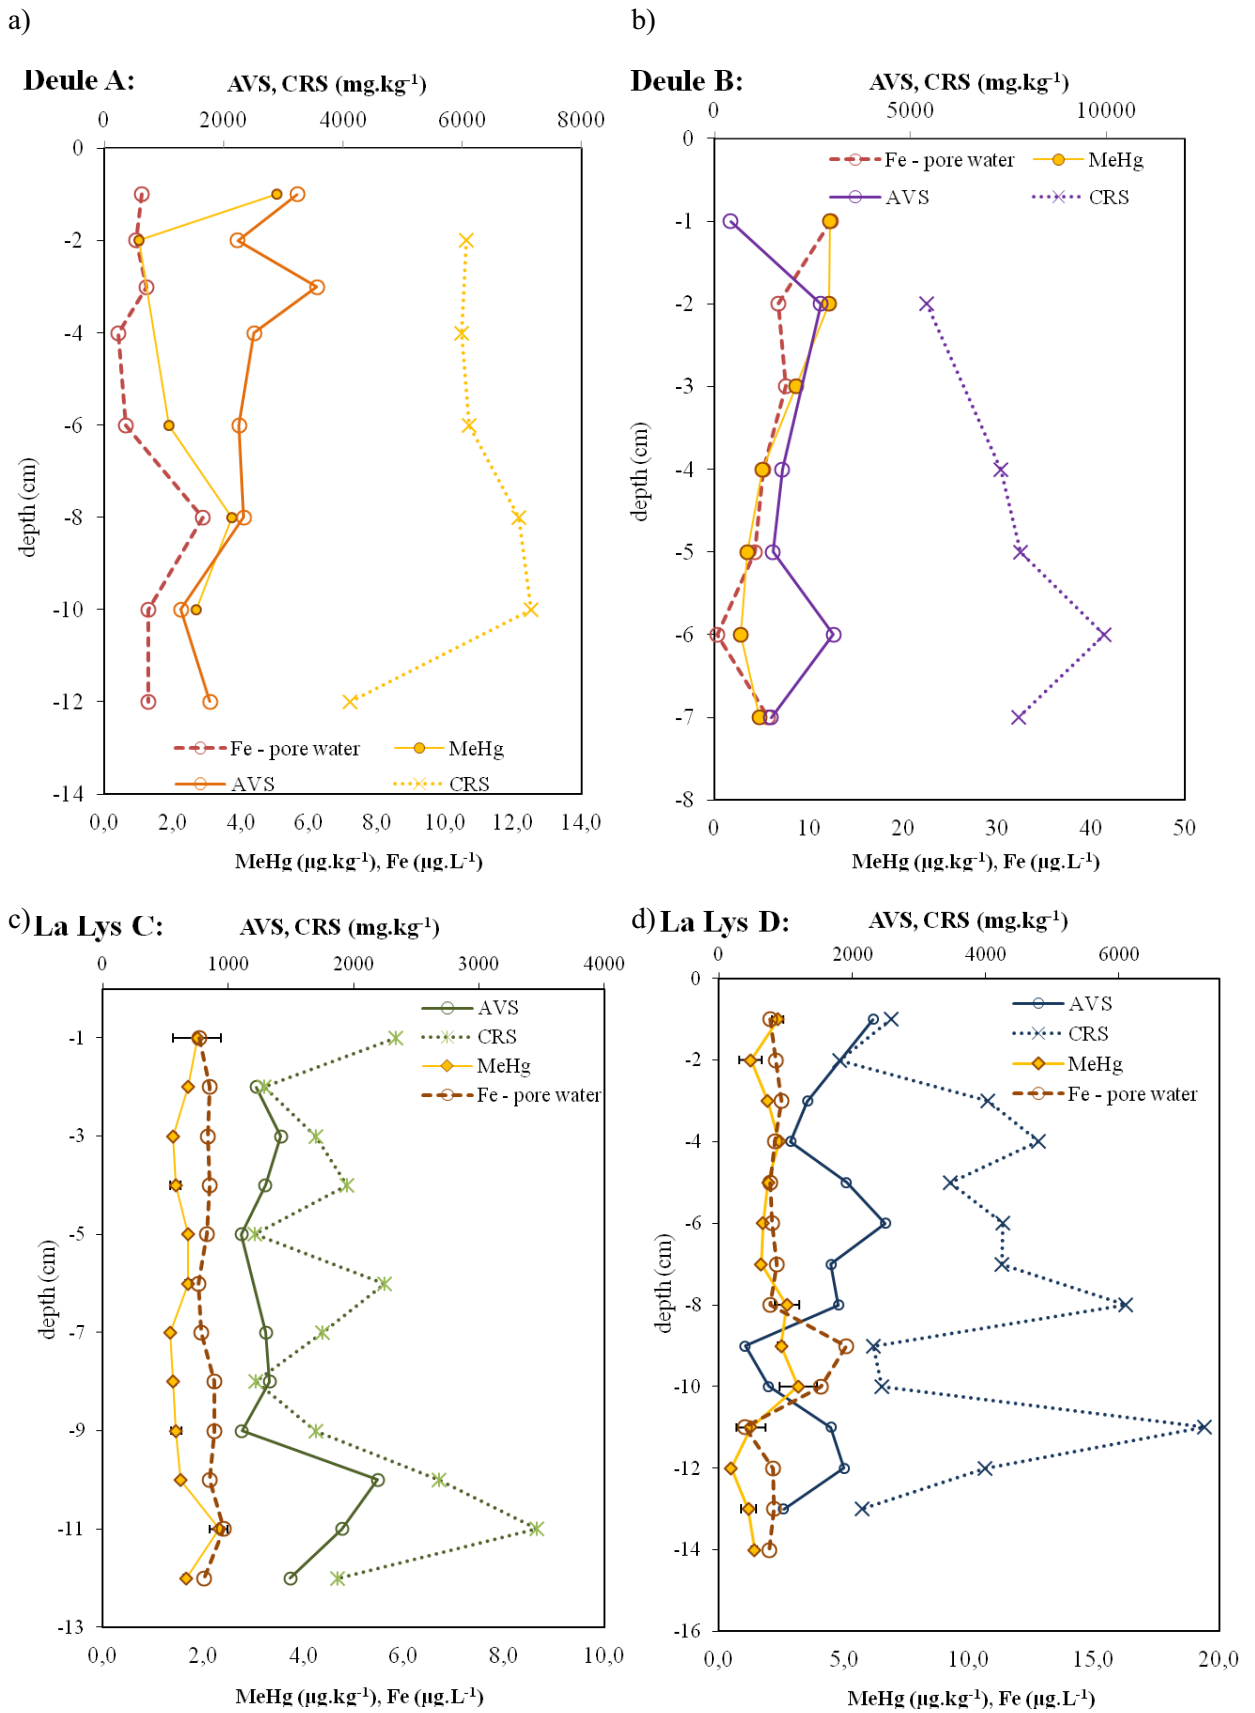 a)
Deule A:
AVS, CRS (mg.kg⁻¹)
0 2000 4000 6000 8000
0
-2
-4
-6
-8
-10
-12
-14
depth (cm)
Fe - pore water MeHg
AVS CRS
0,0 2,0 4,0 6,0 8,0 10,0 12,0 14,0
MeHg (µg.kg⁻¹), Fe (µg.L⁻¹)
b)
Deule B:
AVS, CRS (mg.kg⁻¹)
0 5000 10000
0
-1
-2
-3
-4
-5
-6
-7
-8
depth (cm)
Fe - pore water MeHg
AVS CRS
0 10 20 30 40 50
MeHg (µg.kg⁻¹), Fe (µg.L⁻¹)
c) La Lys C:
AVS, CRS (mg.kg⁻¹)
0 1000 2000 3000 4000
-1
-3
-5
-7
-9
-11
-13
depth (cm)
AVS
CRS
MeHg
Fe - pore water
0,0 2,0 4,0 6,0 8,0 10,0
MeHg (µg.kg⁻¹), Fe (µg.L⁻¹)
d) La Lys D:
AVS, CRS (mg.kg⁻¹)
0 2000 4000 6000
0
-2
-4
-6
-8
-10
-12
-14
-16
depth (cm)
AVS
CRS
MeHg
Fe - pore water
0,0 5,0 10,0 15,0 20,0
MeHg (µg.kg⁻¹), Fe (µg.L⁻¹)